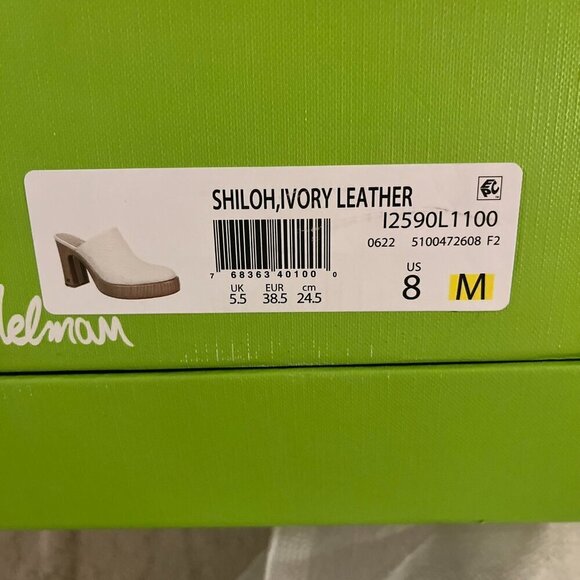 SHILOH,IVORY LEATHER
I2590L1100
0622 5100472608 F2
7 68363 40100 0
UK EUR cm
5.5 38.5 24.5
US
8 M